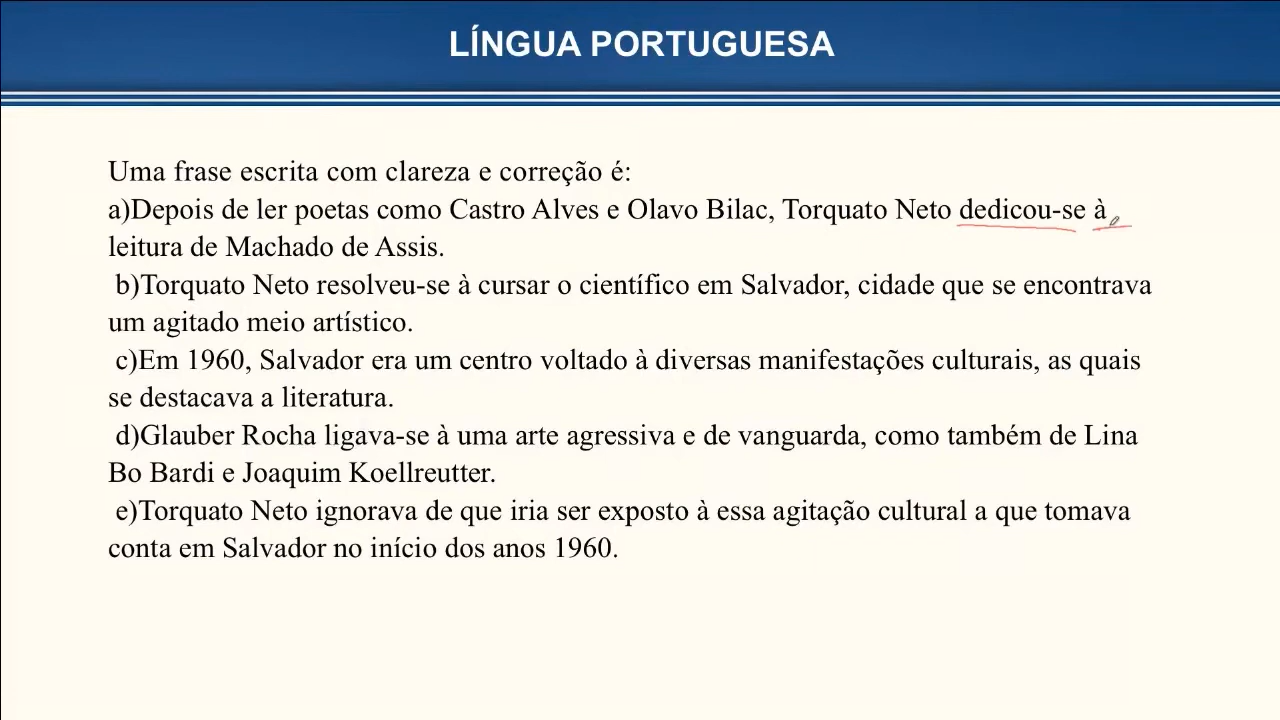 LÍNGUA PORTUGUESA
Uma frase escrita com clareza e correção é:
a)Depois de ler poetas como Castro Alves e Olavo Bilac, Torquato Neto dedicou-se à
leitura de Machado de Assis.
b)Torquato Neto resolveu-se à cursar o científico em Salvador, cidade que se encontrava
um agitado meio artístico.
c)Em 1960, Salvador era um centro voltado à diversas manifestações culturais, as quais
se destacava a literatura.
d)Glauber Rocha ligava-se à uma arte agressiva e de vanguarda, como também de Lina
Bo Bardi e Joaquim Koellreutter.
e)Torquato Neto ignorava de que iria ser exposto à essa agitação cultural a que tomava
conta em Salvador no início dos anos 1960.